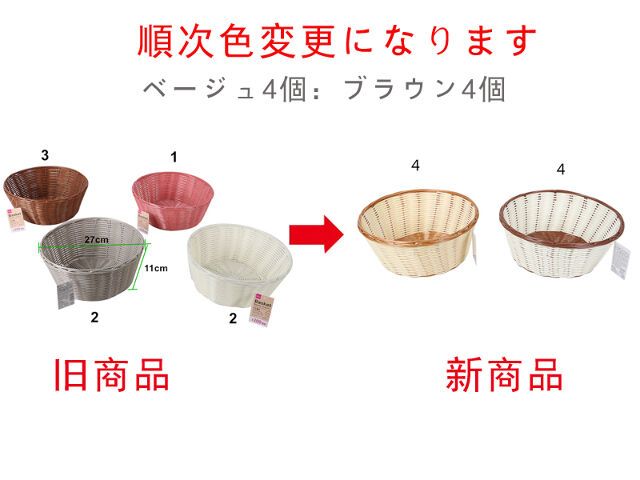 順次色変更になります
ベージュ4個：ブラウン4個
3
1
4
4
27cm
11cm
Basket
2
2
旧商品
新商品